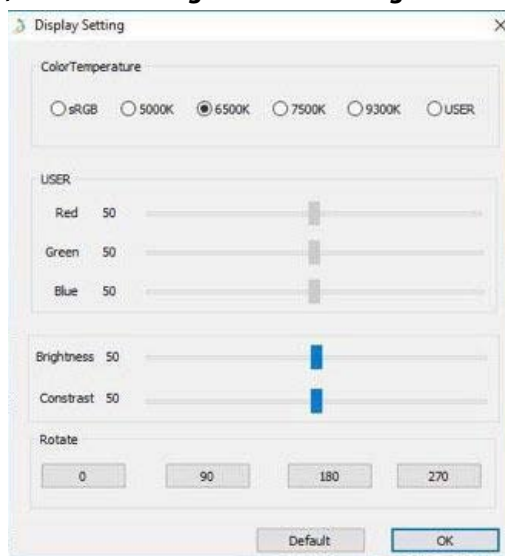 Display Setting
ColorTemperature
sRGB 5000K 6500K 7500K 9300K USER
USER
Red 50
Green 50
Blue 50
Brightness 50
Constrast 50
Rotate
0 90 180 270
Default OK